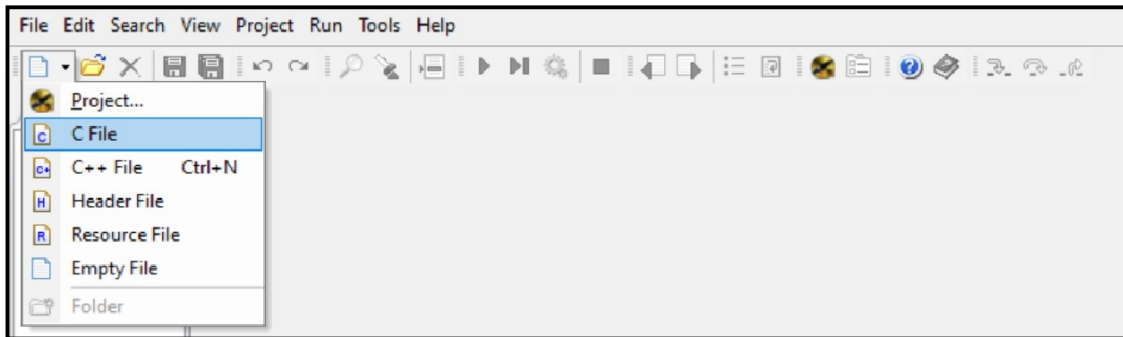 File Edit Search View Project Run Tools Help
Project...
C File
C++ File Ctrl+N
Header File
Resource File
Empty File
Folder